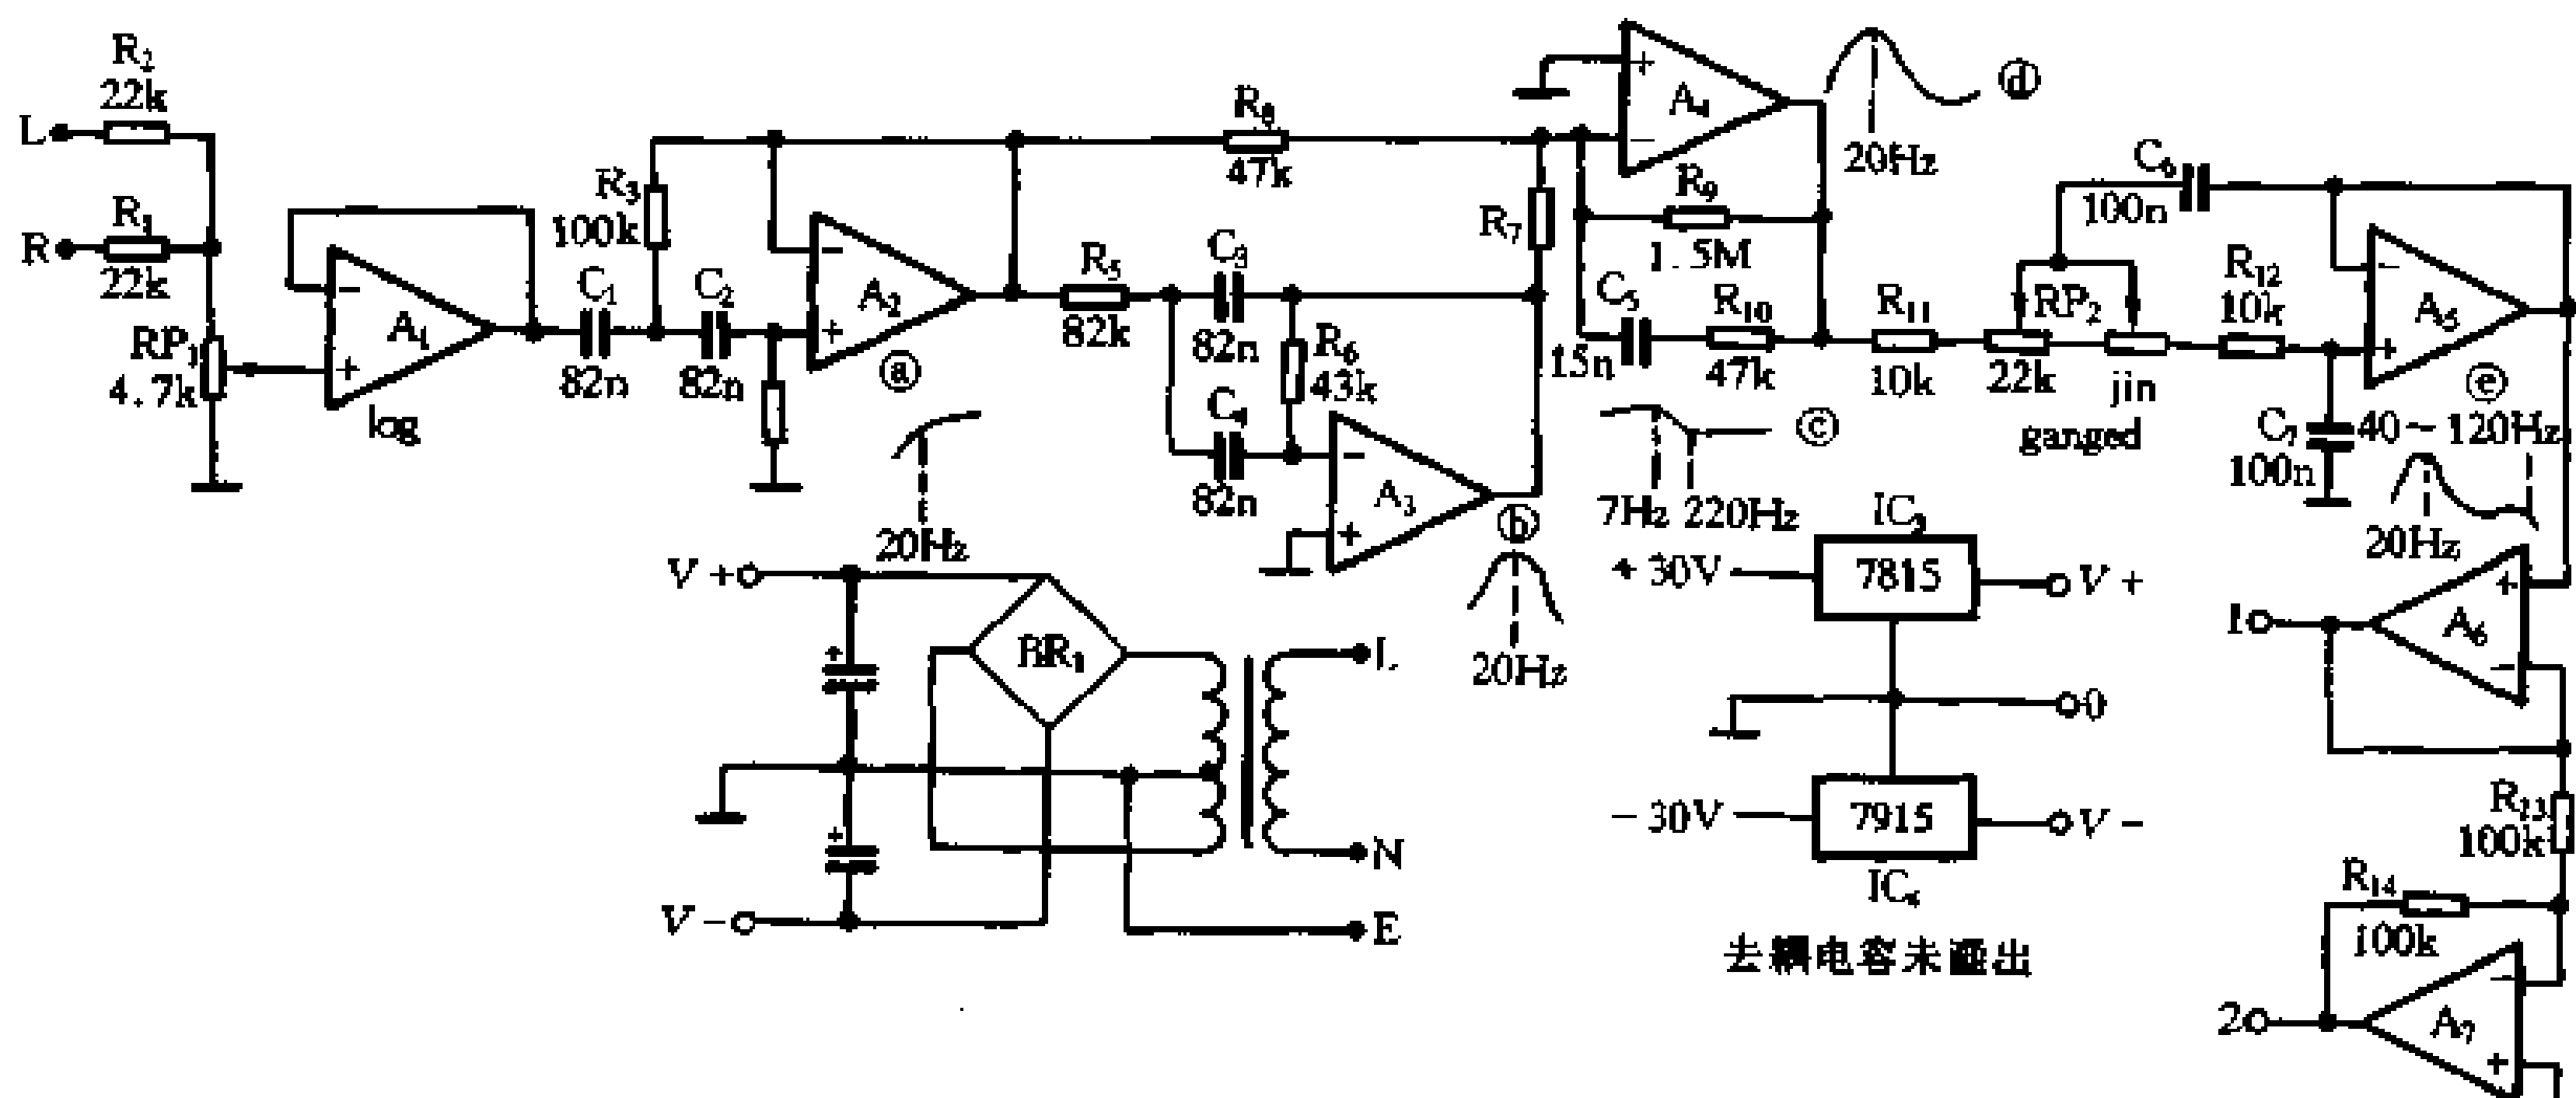 R2
22k
L
R1
22k
R
RP1
4.7k
A1
log
R3
100k
C1
82n
C2
82n
A2
ⓐ
20Hz
R8
47k
R5
82k
C3
82n
R6
43k
C4
82n
A3
ⓑ
20Hz
R7
A4
ⓓ
20Hz
R9
1.5M
C5
15n
R10
47k
ⓒ
7Hz 220Hz
R11
10k
RP2
22k
jin
ganged
C6
100n
R12
10k
A5
ⓔ
C7
100n
40～120Hz
20Hz
A6
1
R13
100k
R14
100k
A7
2
V+
BR1
V−
L
N
E
IC3
+30V
7815
V+
0
−30V
7915
V−
IC4
去耦电容未画出